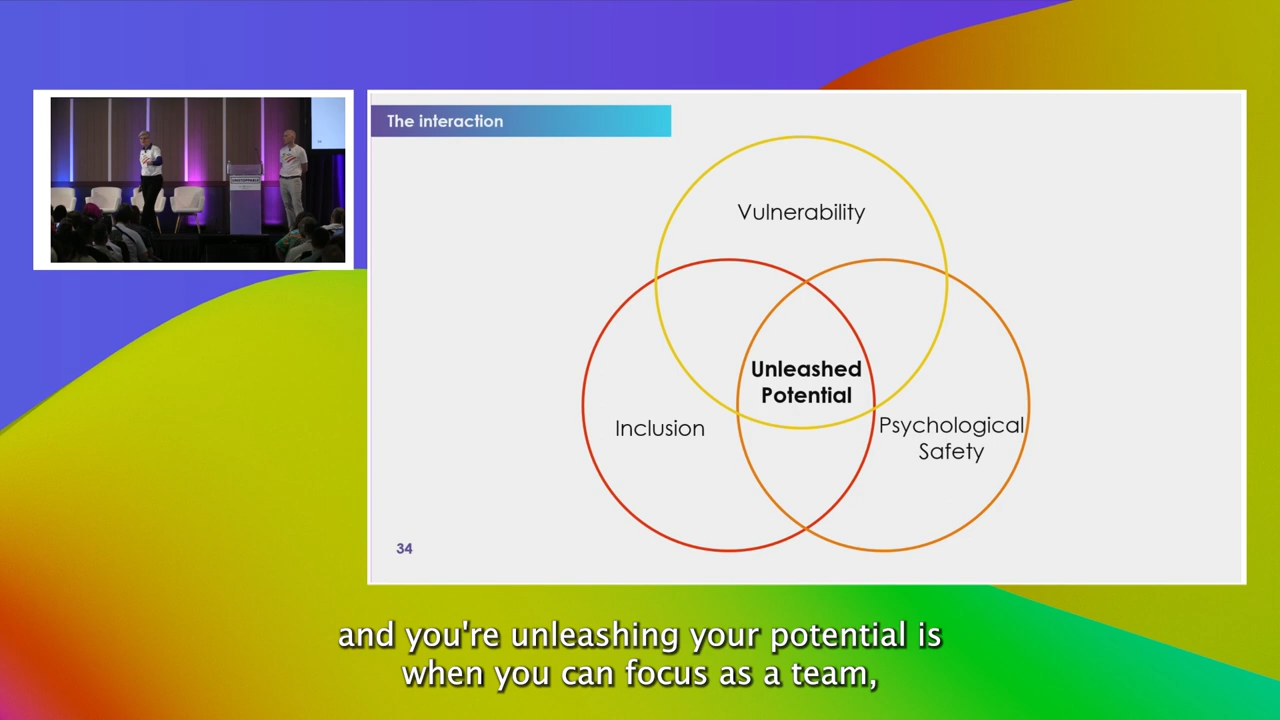 The interaction
Vulnerability
Unleashed
Potential
Inclusion
Psychological
Safety
34
and you're unleashing your potential is
when you can focus as a team,